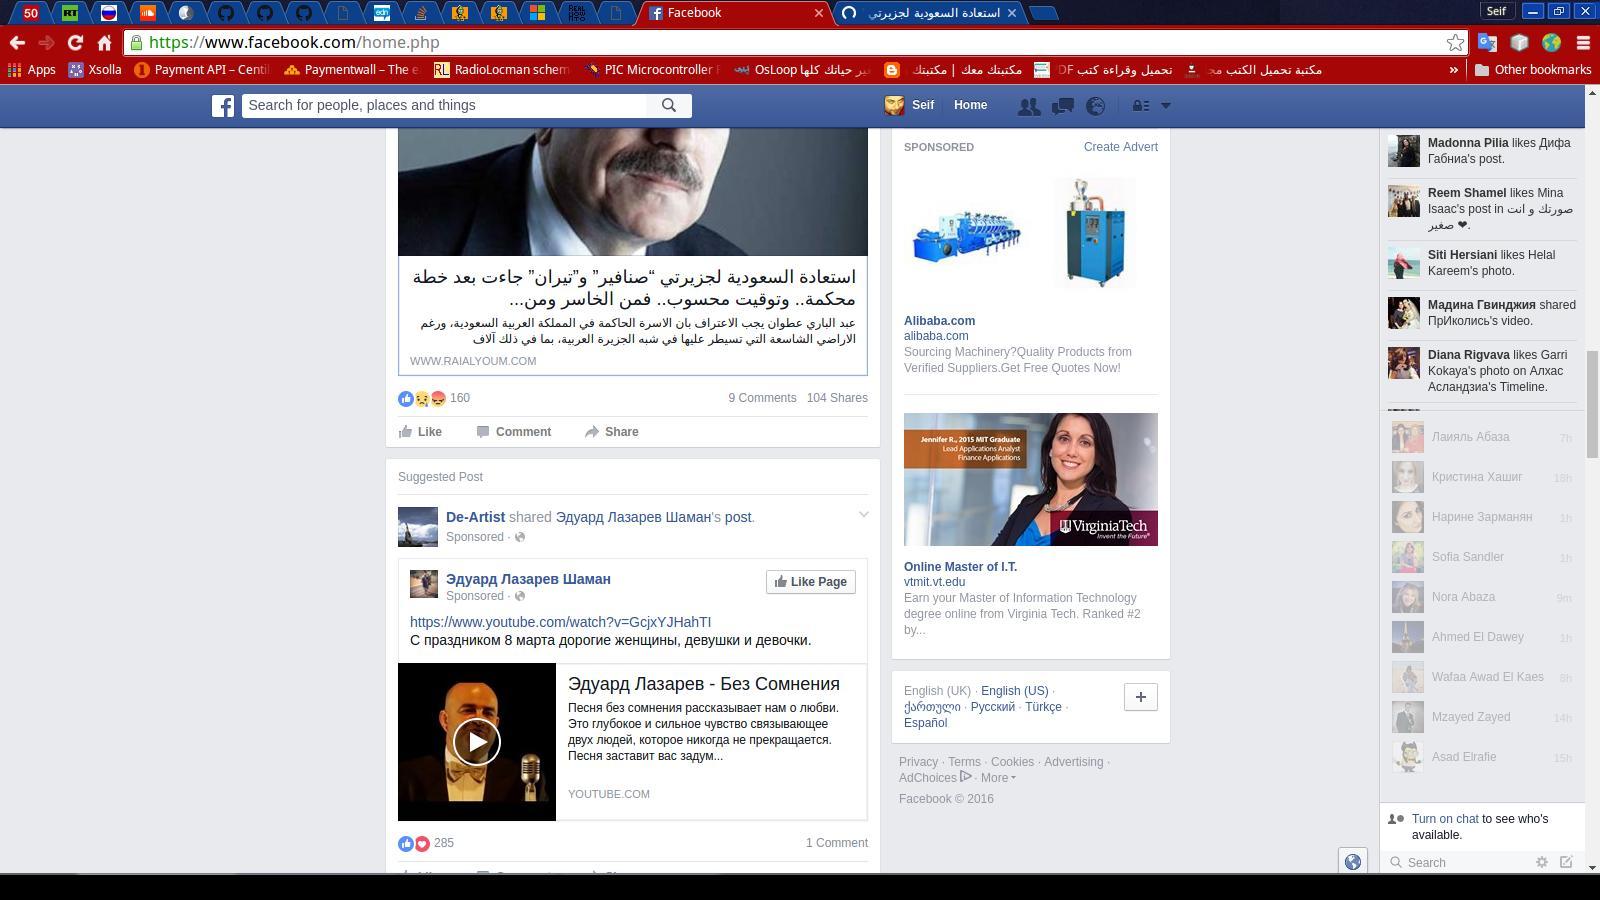 50
RT
edn
Facebook
استعادة السعودية لجزيرتي
Seif
https://www.facebook.com/home.php
Apps
Xsolla
Payment API – Centi
Paymentwall – The e
RL RadioLocman schem
PIC Microcontroller F
OsLoop غير حياتك كلها
مكتبتك معك | مكتبتك
تحميل وقراءة كتب DF
مكتبة تحميل الكتب مج
»
Other bookmarks
Search for people, places and things
Seif
Home
استعادة السعودية لجزيرتي “صنافير” و”تيران” جاءت بعد خطة
محكمة.. وتوقيت محسوب.. فمن الخاسر ومن...
عبد الباري عطوان يجب الاعتراف بان الاسرة الحاكمة في المملكة العربية السعودية، ورغم
الاراضي الشاسعة التي تسيطر عليها في شبه الجزيرة العربية، بما في ذلك آلاف
WWW.RAIALYOUM.COM
160
9 Comments 104 Shares
Like Comment Share
Suggested Post
De-Artist shared Эдуард Лазарев Шаман's post.
Sponsored ·
Эдуард Лазарев Шаман
Sponsored ·
Like Page
https://www.youtube.com/watch?v=GcjxYJHahTI
С праздником 8 марта дорогие женщины, девушки и девочки.
Эдуард Лазарев - Без Сомнения
Песня без сомнения рассказывает нам о любви.
Это глубокое и сильное чувство связывающее
двух людей, которое никогда не прекращается.
Песня заставит вас задум...
YOUTUBE.COM
285
1 Comment
SPONSORED
Create Advert
Alibaba.com
alibaba.com
Sourcing Machinery?Quality Products from
Verified Suppliers.Get Free Quotes Now!
Jennifer R., 2015 MIT Graduate
Lead Applications Analyst
Finance Applications
VirginiaTech
Invent the Future
Online Master of I.T.
vtmit.vt.edu
Earn your Master of Information Technology
degree online from Virginia Tech. Ranked #2
by...
English (UK) · English (US) ·
ქართული · Русский · Türkçe ·
Español
+
Privacy · Terms · Cookies · Advertising ·
AdChoices · More
Facebook © 2016
Madonna Pilia likes Дифа
Габниа's post.
Reem Shamel likes Mina
Isaac's post in صورتك و انت
صغير ❤.
Siti Hersiani likes Helal
Kareem's photo.
Мадина Гвинджия shared
ПрИколись's video.
Diana Rigvava likes Garri
Kokaya's photo on Алхас
Асландзиа's Timeline.
Лаияль Абаза 7h
Кристина Хашиг 18h
Нарине Зарманян 1h
Sofia Sandler 1h
Nora Abaza 9m
Ahmed El Dawey 1h
Wafaa Awad El Kaes 8h
Mzayed Zayed 14h
Asad Elrafie 15h
Turn on chat to see who's
available.
Search